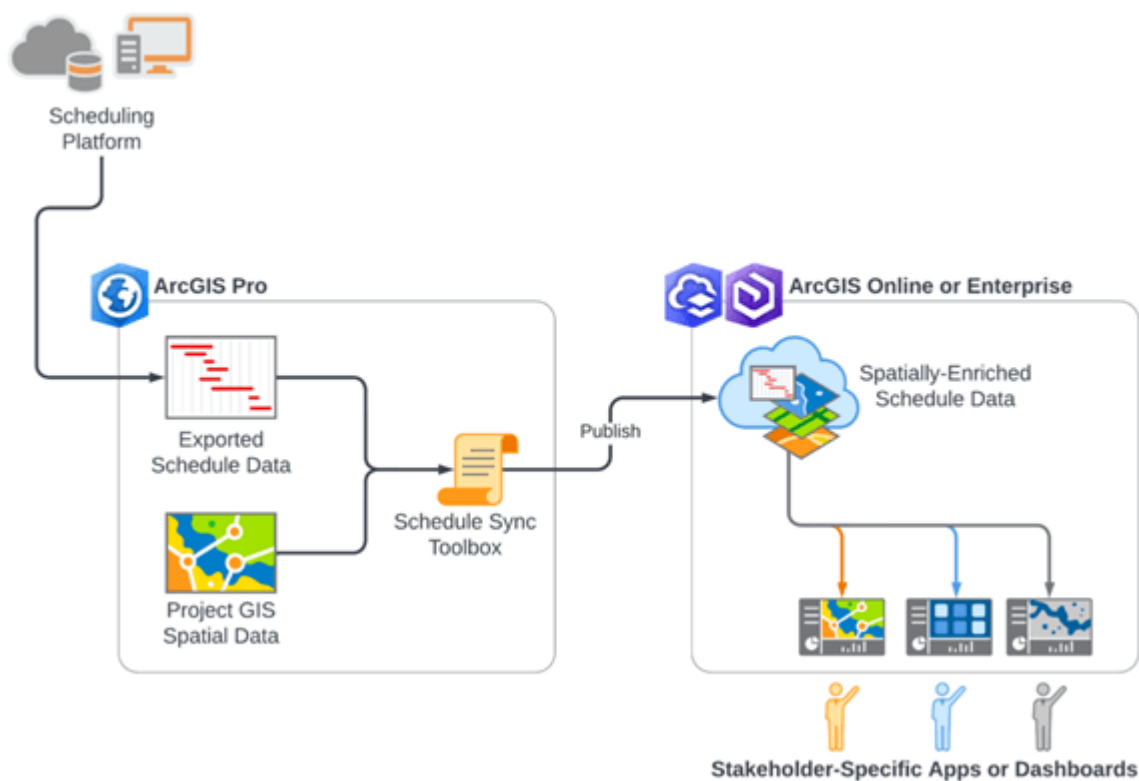 Scheduling
Platform
ArcGIS Pro
ArcGIS Online or Enterprise
Exported
Schedule Data
Spatially-Enriched
Schedule Data
Publish
Schedule Sync
Toolbox
Project GIS
Spatial Data
Stakeholder-Specific Apps or Dashboards